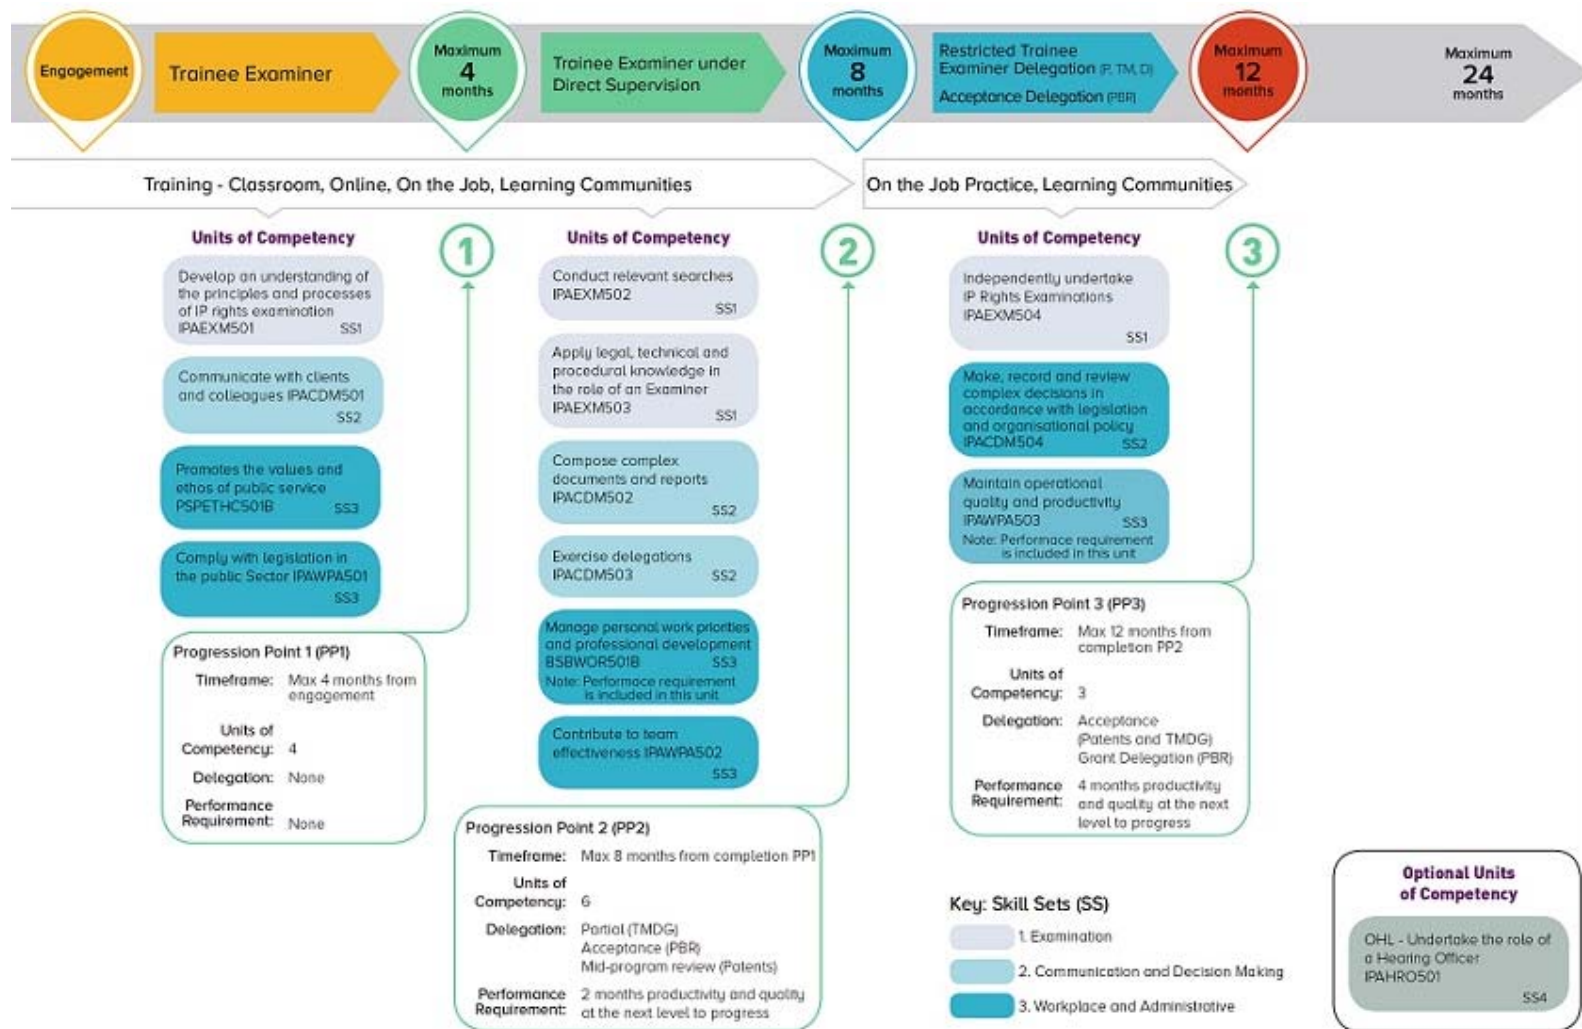 Engagement
Trainee Examiner
Maximum
4
months
Trainee Examiner under
Direct Supervision
Maximum
8
months
Restricted Trainee
Examiner Delegation (P, TM, D)
Acceptance Delegation (PBR)
Maximum
12
months
Maximum
24
months
Training - Classroom, Online, On the Job, Learning Communities
On the Job Practice, Learning Communities
Units of Competency
1
Develop an understanding of
the principles and processes
of IP rights examination
IPAEXM501 SS1
Communicate with clients
and colleagues IPACDM501
SS2
Promotes the values and
ethos of public service
PSPETHC501B SS3
Comply with legislation in
the public Sector IPAWPA501
SS3
Progression Point 1 (PP1)
Timeframe: Max 4 months from
engagement
Units of
Competency: 4
Delegation: None
Performance
Requirement: None
Units of Competency
2
Conduct relevant searches
IPAEXM502
SS1
Apply legal, technical and
procedural knowledge in
the role of an Examiner
IPAEXM503 SS1
Compose complex
documents and reports
IPACDM502
SS2
Exercise delegations
IPACDM503 SS2
Manage personal work priorities
and professional development
BSBWOR501B SS3
Note: Performace requirement
is included in this unit
Contribute to team
effectiveness IPAWPA502
SS3
Progression Point 2 (PP2)
Timeframe: Max 8 months from completion PP1
Units of
Competency: 6
Delegation: Partial (TMDG)
Acceptance (PBR)
Mid-program review (Patents)
Performance
Requirement: 2 months productivity and quality
at the next level to progress
Units of Competency
3
Independently undertake
IP Rights Examinations
IPAEXM504
SS1
Make, record and review
complex decisions in
accordance with legislation
and organisational policy
IPACDM504 SS2
Maintain operational
quality and productivity
IPAWPA503 SS3
Note: Performace requirement
is included in this unit
Progression Point 3 (PP3)
Timeframe: Max 12 months from
completion PP2
Units of
Competency: 3
Delegation: Acceptance
(Patents and TMDG)
Grant Delegation (PBR)
Performance
Requirement: 4 months productivity
and quality at the next
level to progress
Key: Skill Sets (SS)
1. Examination
2. Communication and Decision Making
3. Workplace and Administrative
Optional Units
of Competency
OHL - Undertake the role of
a Hearing Officer
IPAHRO501
SS4